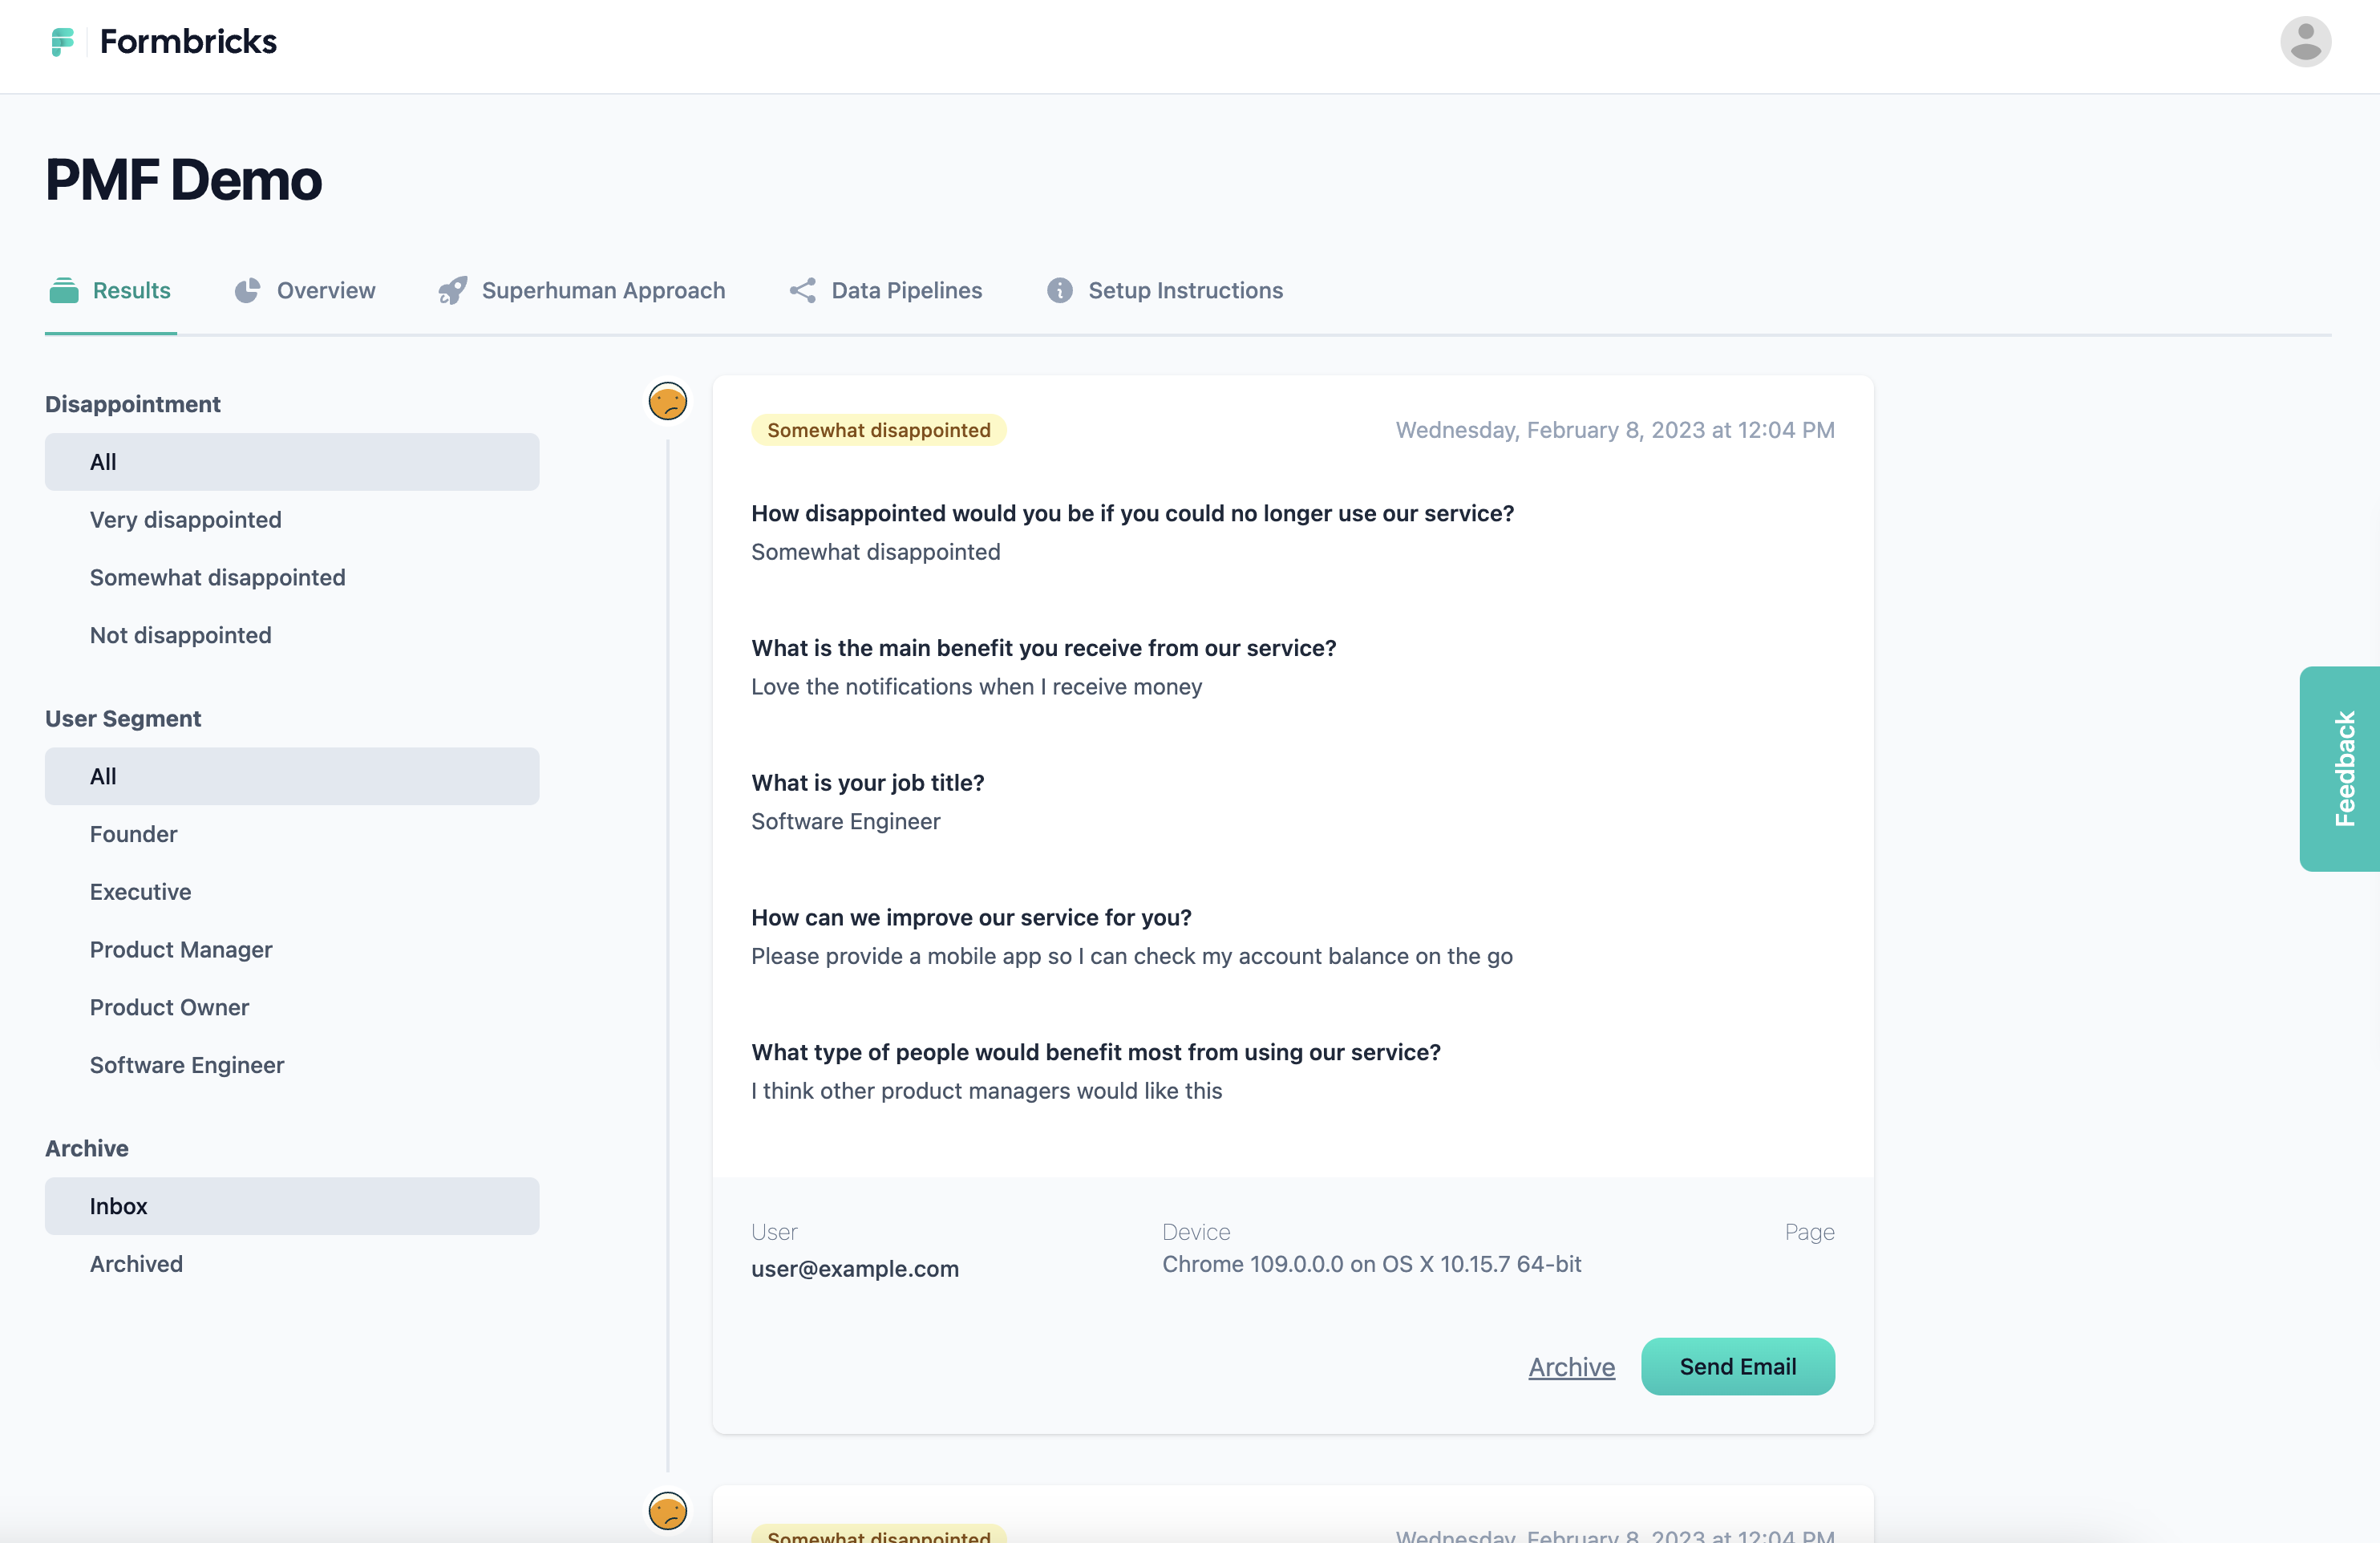 Formbricks
PMF Demo
Results
Overview
Superhuman Approach
Data Pipelines
Setup Instructions
Disappointment
All
Very disappointed
Somewhat disappointed
Not disappointed
User Segment
All
Founder
Executive
Product Manager
Product Owner
Software Engineer
Archive
Inbox
Archived
Somewhat disappointed
Wednesday, February 8, 2023 at 12:04 PM
How disappointed would you be if you could no longer use our service?
Somewhat disappointed
What is the main benefit you receive from our service?
Love the notifications when I receive money
What is your job title?
Software Engineer
How can we improve our service for you?
Please provide a mobile app so I can check my account balance on the go
What type of people would benefit most from using our service?
I think other product managers would like this
User
user@example.com
Device
Chrome 109.0.0.0 on OS X 10.15.7 64-bit
Page
Archive
Send Email
Somewhat disappointed
Wednesday, February 8, 2023 at 12:04 PM
Feedback